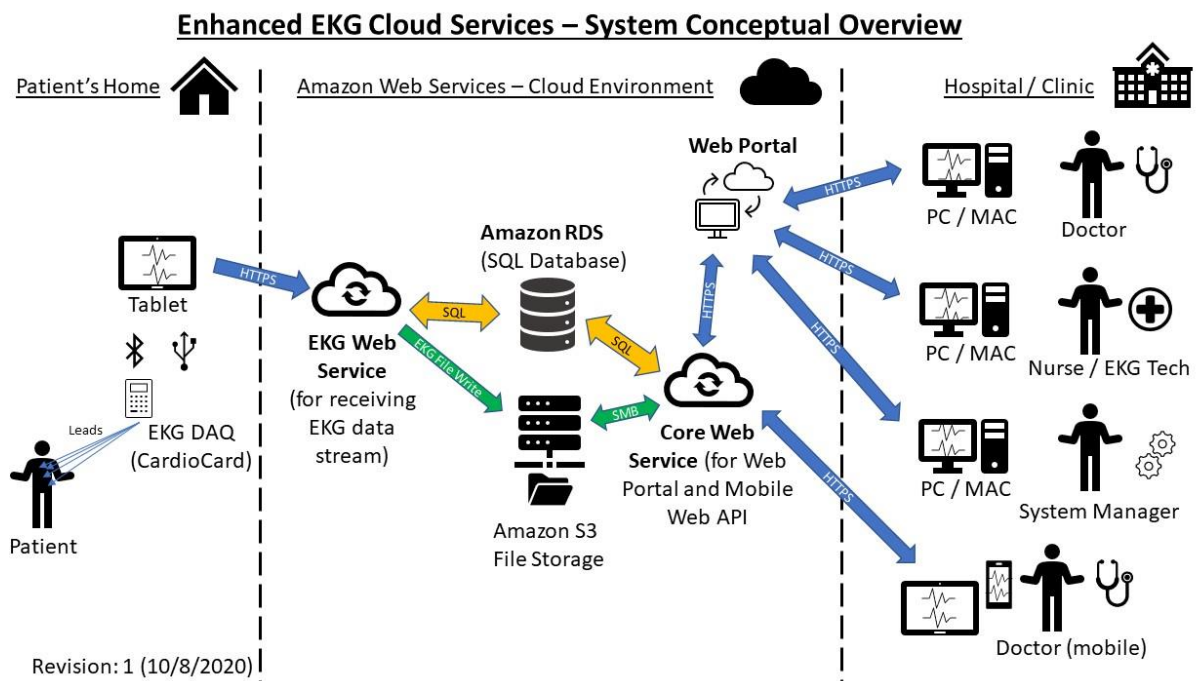 Enhanced EKG Cloud Services – System Conceptual Overview
Patient's Home
Amazon Web Services – Cloud Environment
Hospital / Clinic
Tablet
HTTPS
Leads
EKG DAQ
(CardioCard)
Patient
Revision: 1 (10/8/2020)
EKG Web
Service
(for receiving
EKG data
stream)
SQL
EKG File Write
Amazon RDS
(SQL Database)
SQL
SMB
Amazon S3
File Storage
Web Portal
HTTPS
Core Web
Service (for Web
Portal and Mobile
Web API
HTTPS
HTTPS
HTTPS
HTTPS
PC / MAC
Doctor
PC / MAC
Nurse / EKG Tech
PC / MAC
System Manager
Doctor (mobile)